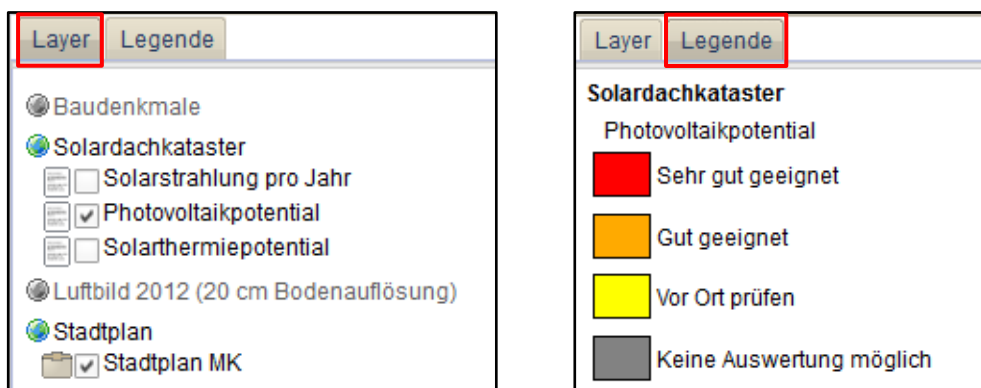 Layer Legende
Baudenkmale
Solardachkataster
Solarstrahlung pro Jahr
Photovoltaikpotential
Solarthermiepotential
Luftbild 2012 (20 cm Bodenauflösung)
Stadtplan
Stadtplan MK
Layer Legende
Solardachkataster
Photovoltaikpotential
Sehr gut geeignet
Gut geeignet
Vor Ort prüfen
Keine Auswertung möglich